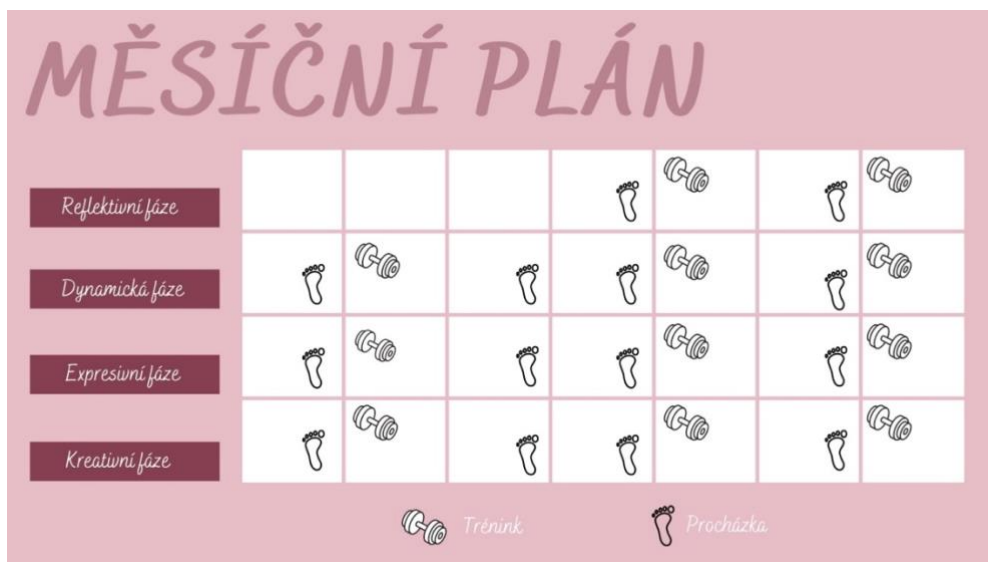 MĚSÍČNÍ PLÁN
Reflektivní fáze
Dynamická fáze
Expresivní fáze
Kreativní fáze
Trénink
Procházka